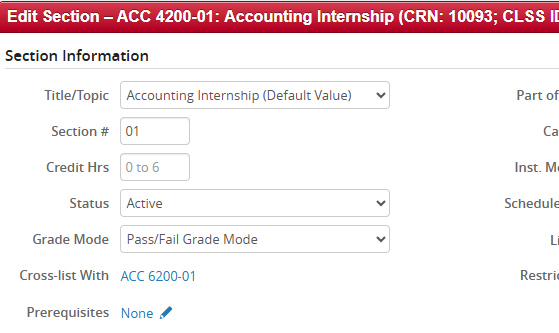 Edit Section – ACC 4200-01: Accounting Internship (CRN: 10093; CLSS ID
Section Information
Title/Topic Accounting Internship (Default Value) Part of
Section # 01 Ca
Credit Hrs 0 to 6 Inst. Me
Status Active Schedule
Grade Mode Pass/Fail Grade Mode Li
Cross-list With ACC 6200-01 Restric
Prerequisites None